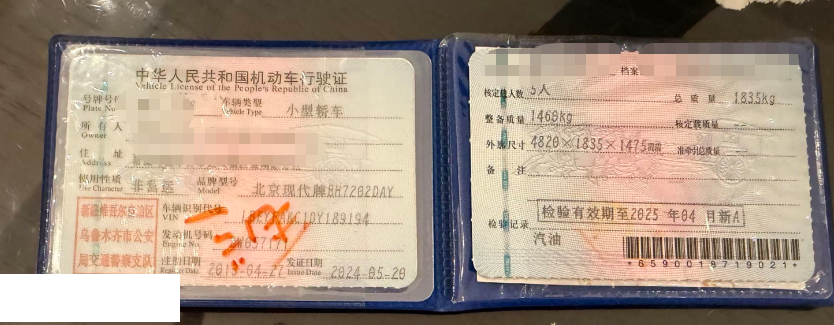 中华人民共和国机动车行驶证
Vehicle License of the People's Republic of China
号牌号
Plate No
车辆类型
Vehicle Type
小型轿车
所有人
Owner
住址
Address
使用性质
Use Character
非营运
品牌型号
Model
北京现代牌BH7202DAY
新疆维吾尔自治区
乌鲁木齐市公安
局交通警察支队
车辆识别代号
VIN
发动机号码
Engine No.
注册日期
Register Date
发证日期
Issue Date
2024-05-20
档案
核定载人数 5人
总质量 1835kg
整备质量 1460kg
核定载质量
外廓尺寸 4820×1835×1475mm
准牵引总质量
备注
检验有效期至2025年04月新A
检验记录
汽油
*6590019719021*